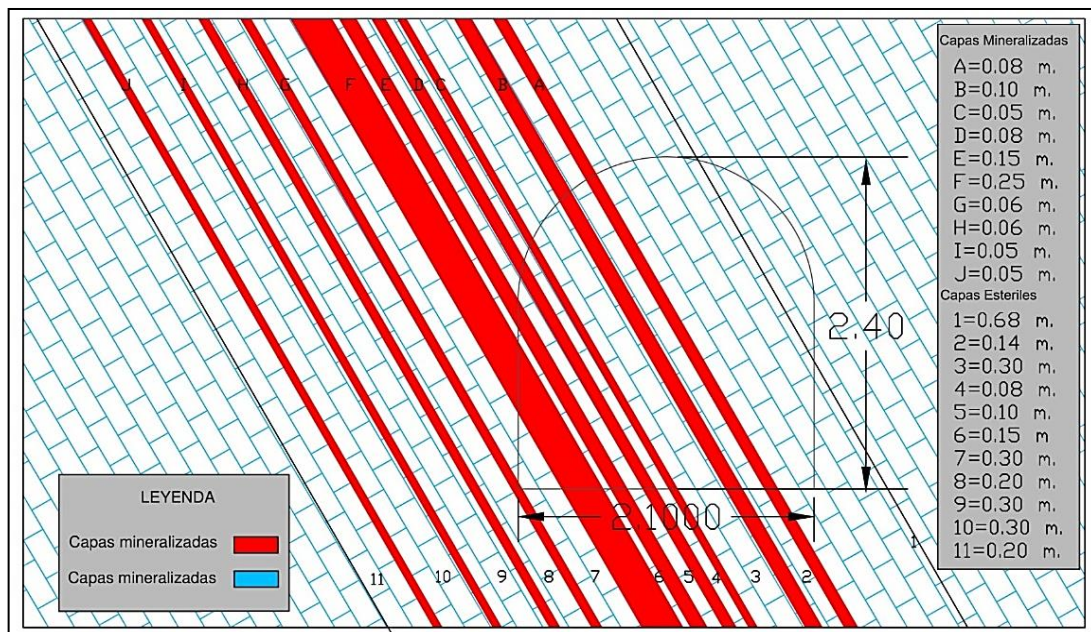 J I H G F E D C B A
Capas Mineralizadas
A=0.08 m.
B=0.10 m.
C=0.05 m.
D=0.08 m.
E=0.15 m.
F=0.25 m.
G=0.06 m.
H=0.06 m.
I=0.05 m.
J=0.05 m.
Capas Esteriles
1=0.68 m.
2=0.14 m.
3=0.30 m.
4=0.08 m.
5=0.10 m.
6=0.15 m
7=0.30 m.
8=0.20 m.
9=0.30 m.
10=0.30 m.
11=0.20 m.
2.40
2.1000
1
11 10 9 8 7 6 5 4 3 2
LEYENDA
Capas mineralizadas
Capas mineralizadas